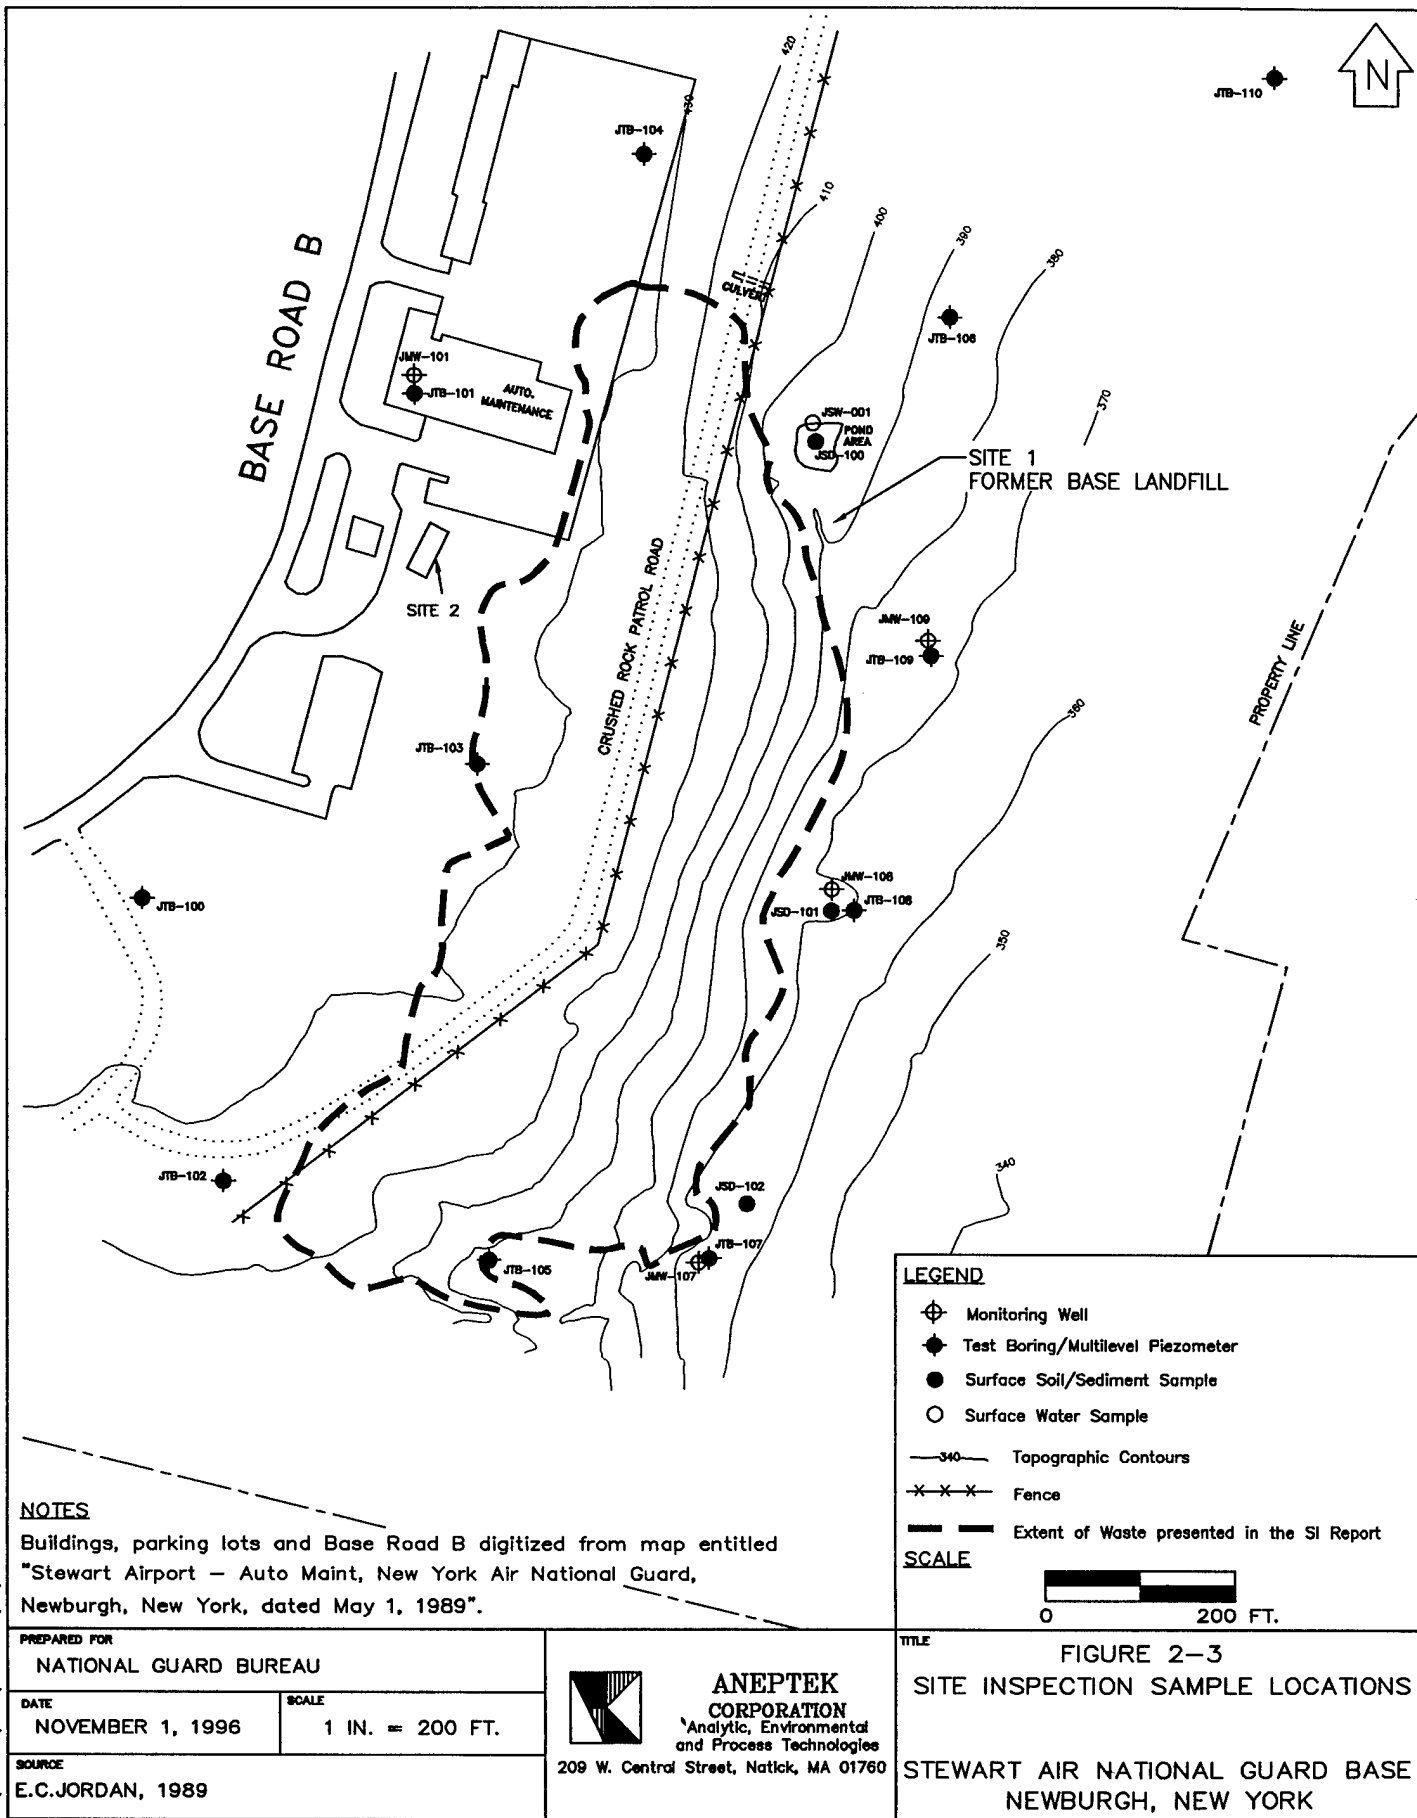 420
N
JTB-110
430
JTB-104
410
400
390
380
BASE ROAD B
CULVERT
JTB-106
JMW-101
JTB-101
AUTO.
MAINTENANCE
370
JSW-001
POND
AREA
JSD-100
SITE 1
FORMER BASE LANDFILL
SITE 2
CRUSHED ROCK PATROL ROAD
JMW-109
JTB-109
PROPERTY LINE
360
JTB-103
JMW-108
JTB-108
JSD-101
JTB-100
350
JTB-102
JSD-102
340
JTB-105
JTB-107
JMW-107
LEGEND
Monitoring Well
Test Boring/Multilevel Piezometer
Surface Soil/Sediment Sample
Surface Water Sample
340 Topographic Contours
Fence
Extent of Waste presented in the SI Report
SCALE
0 200 FT.
NOTES
Buildings, parking lots and Base Road B digitized from map entitled
"Stewart Airport – Auto Maint, New York Air National Guard,
Newburgh, New York, dated May 1, 1989".
PREPARED FOR
NATIONAL GUARD BUREAU
DATE
NOVEMBER 1, 1996
SCALE
1 IN. = 200 FT.
SOURCE
E.C.JORDAN, 1989
ANEPTEK
CORPORATION
Analytic, Environmental
and Process Technologies
209 W. Central Street, Natick, MA 01760
TITLE
FIGURE 2-3
SITE INSPECTION SAMPLE LOCATIONS
STEWART AIR NATIONAL GUARD BASE
NEWBURGH, NEW YORK